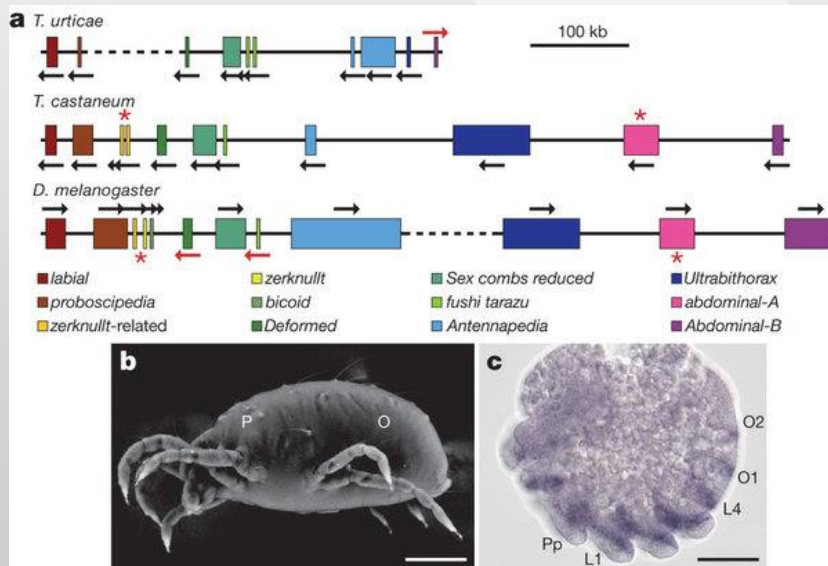 a
T. urticae
100 kb
T. castaneum
* *
D. melanogaster
* *
labial zerknullt Sex combs reduced Ultrabithorax
proboscipedia bicoid fushi tarazu abdominal-A
zerknullt-related Deformed Antennapedia Abdominal-B
b P O
c O2
O1
L4
Pp
L1